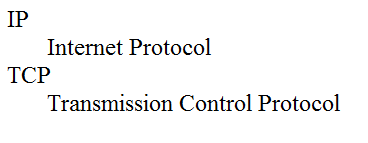 IP
Internet Protocol
TCP
Transmission Control Protocol